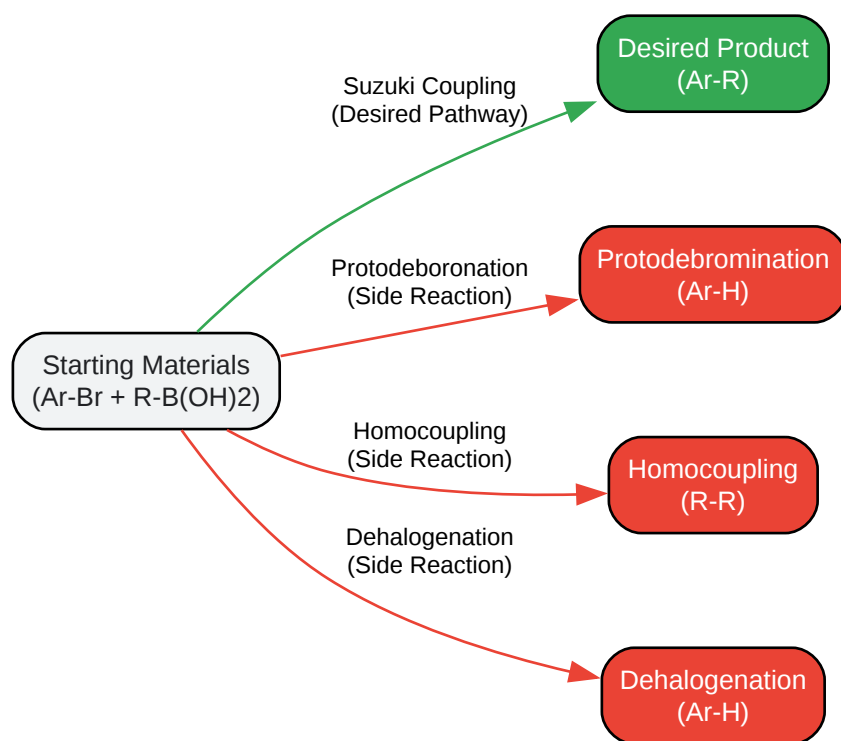 Desired Product
(Ar-R)
Suzuki Coupling
(Desired Pathway)
Protodebromination
(Ar-H)
Protodeboronation
(Side Reaction)
Starting Materials
(Ar-Br + R-B(OH)2)
Homocoupling
(Side Reaction)
Homocoupling
(R-R)
Dehalogenation
(Side Reaction)
Dehalogenation
(Ar-H)